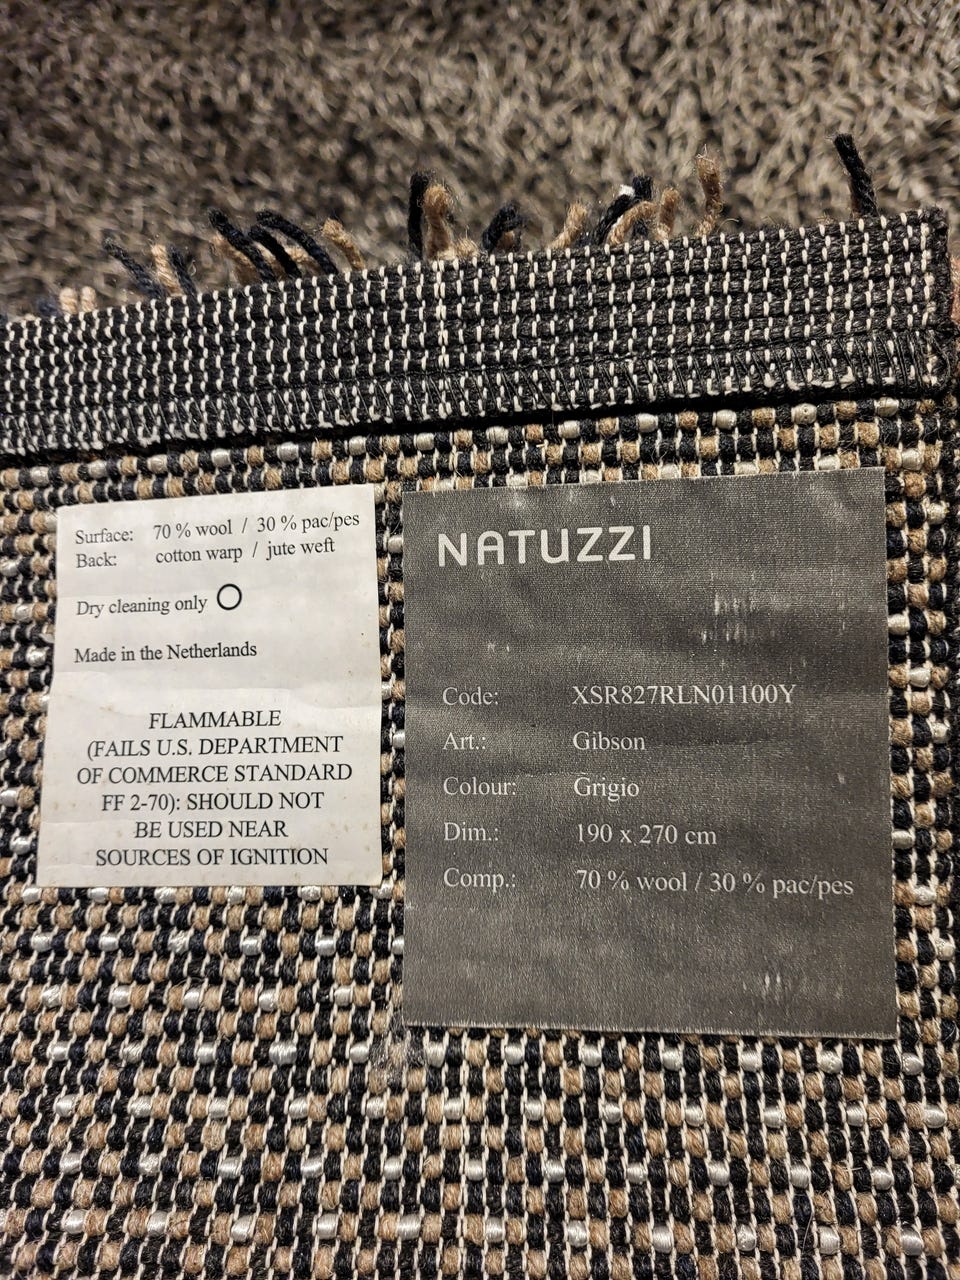 Surface: 70 % wool / 30 % pac/pes
Back: cotton warp / jute weft
Dry cleaning only
Made in the Netherlands
FLAMMABLE
(FAILS U.S. DEPARTMENT
OF COMMERCE STANDARD
FF 2-70): SHOULD NOT
BE USED NEAR
SOURCES OF IGNITION
NATUZZI
Code: XSR827RLN01100Y
Art.: Gibson
Colour: Grigio
Dim.: 190 x 270 cm
Comp.: 70 % wool / 30 % pac/pes